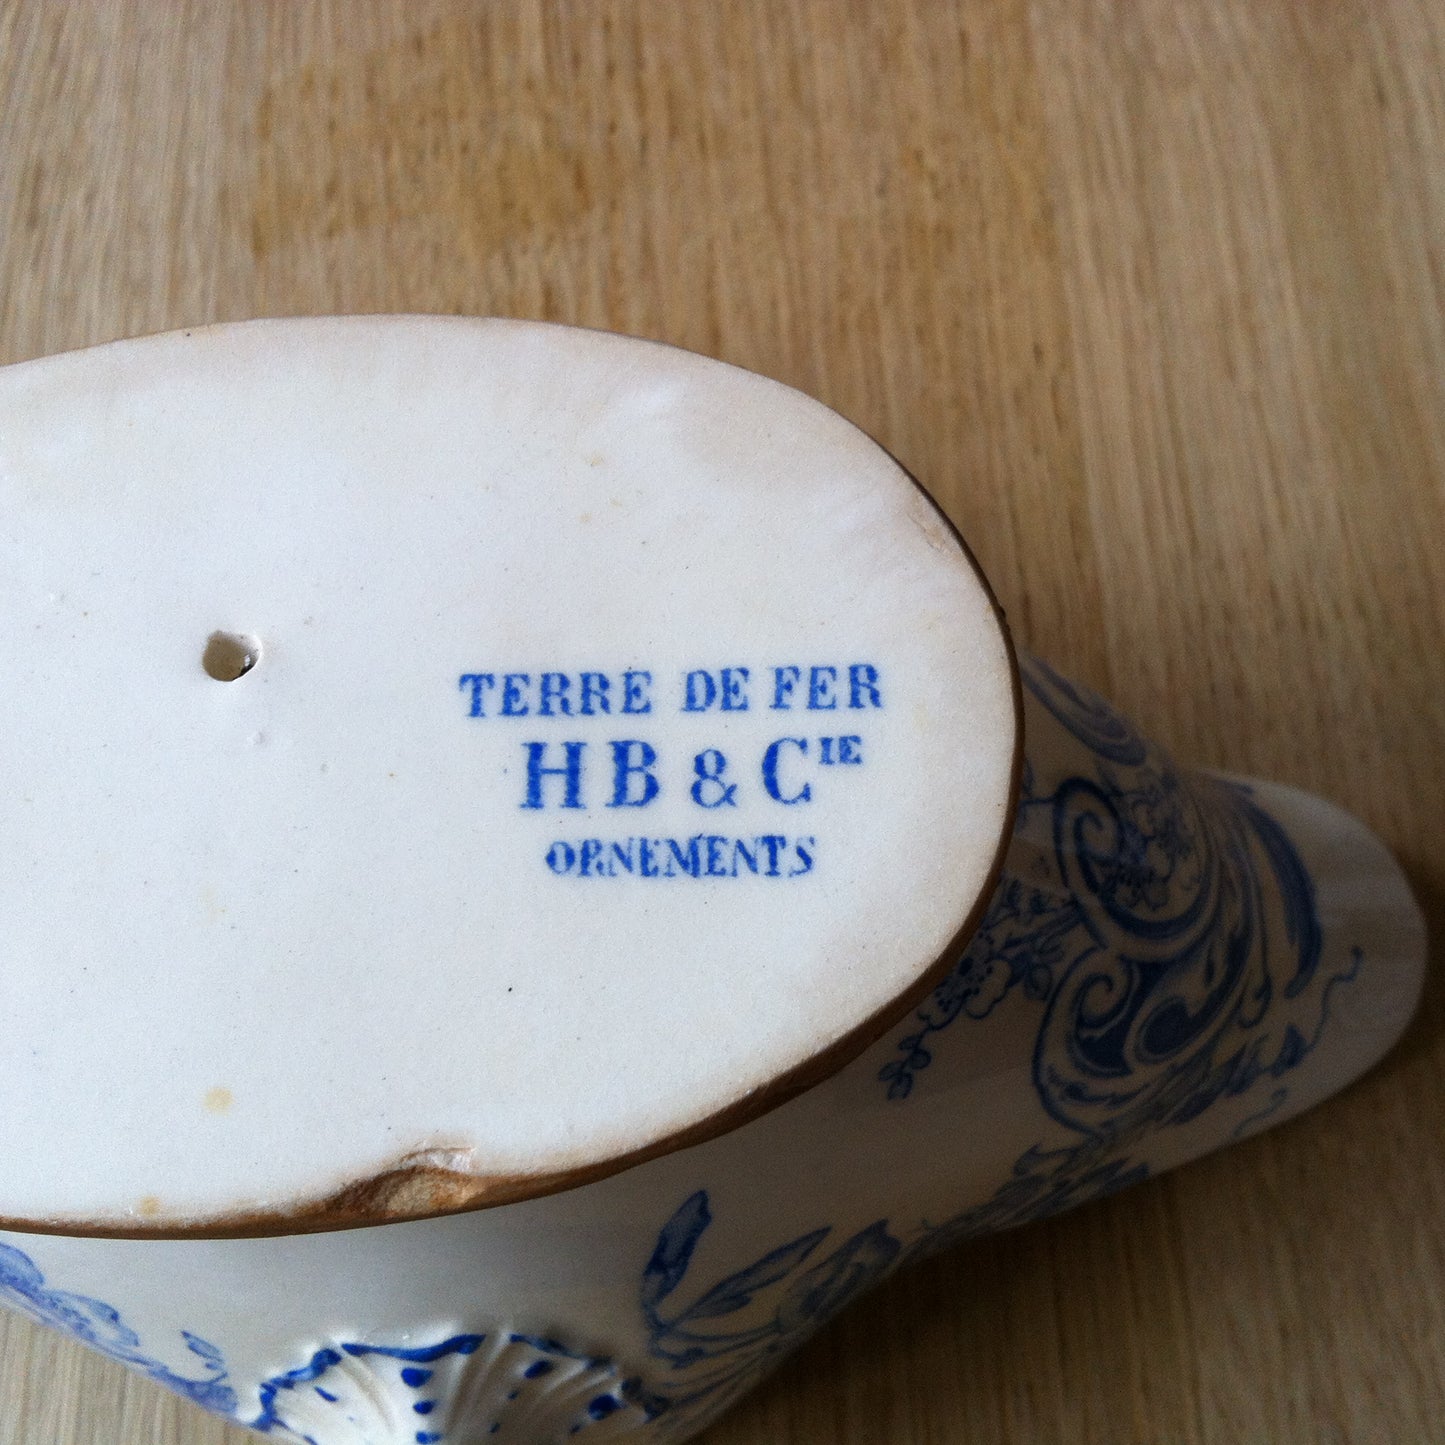 TERRE DE FER
HB & CIE
ORNEMENTS